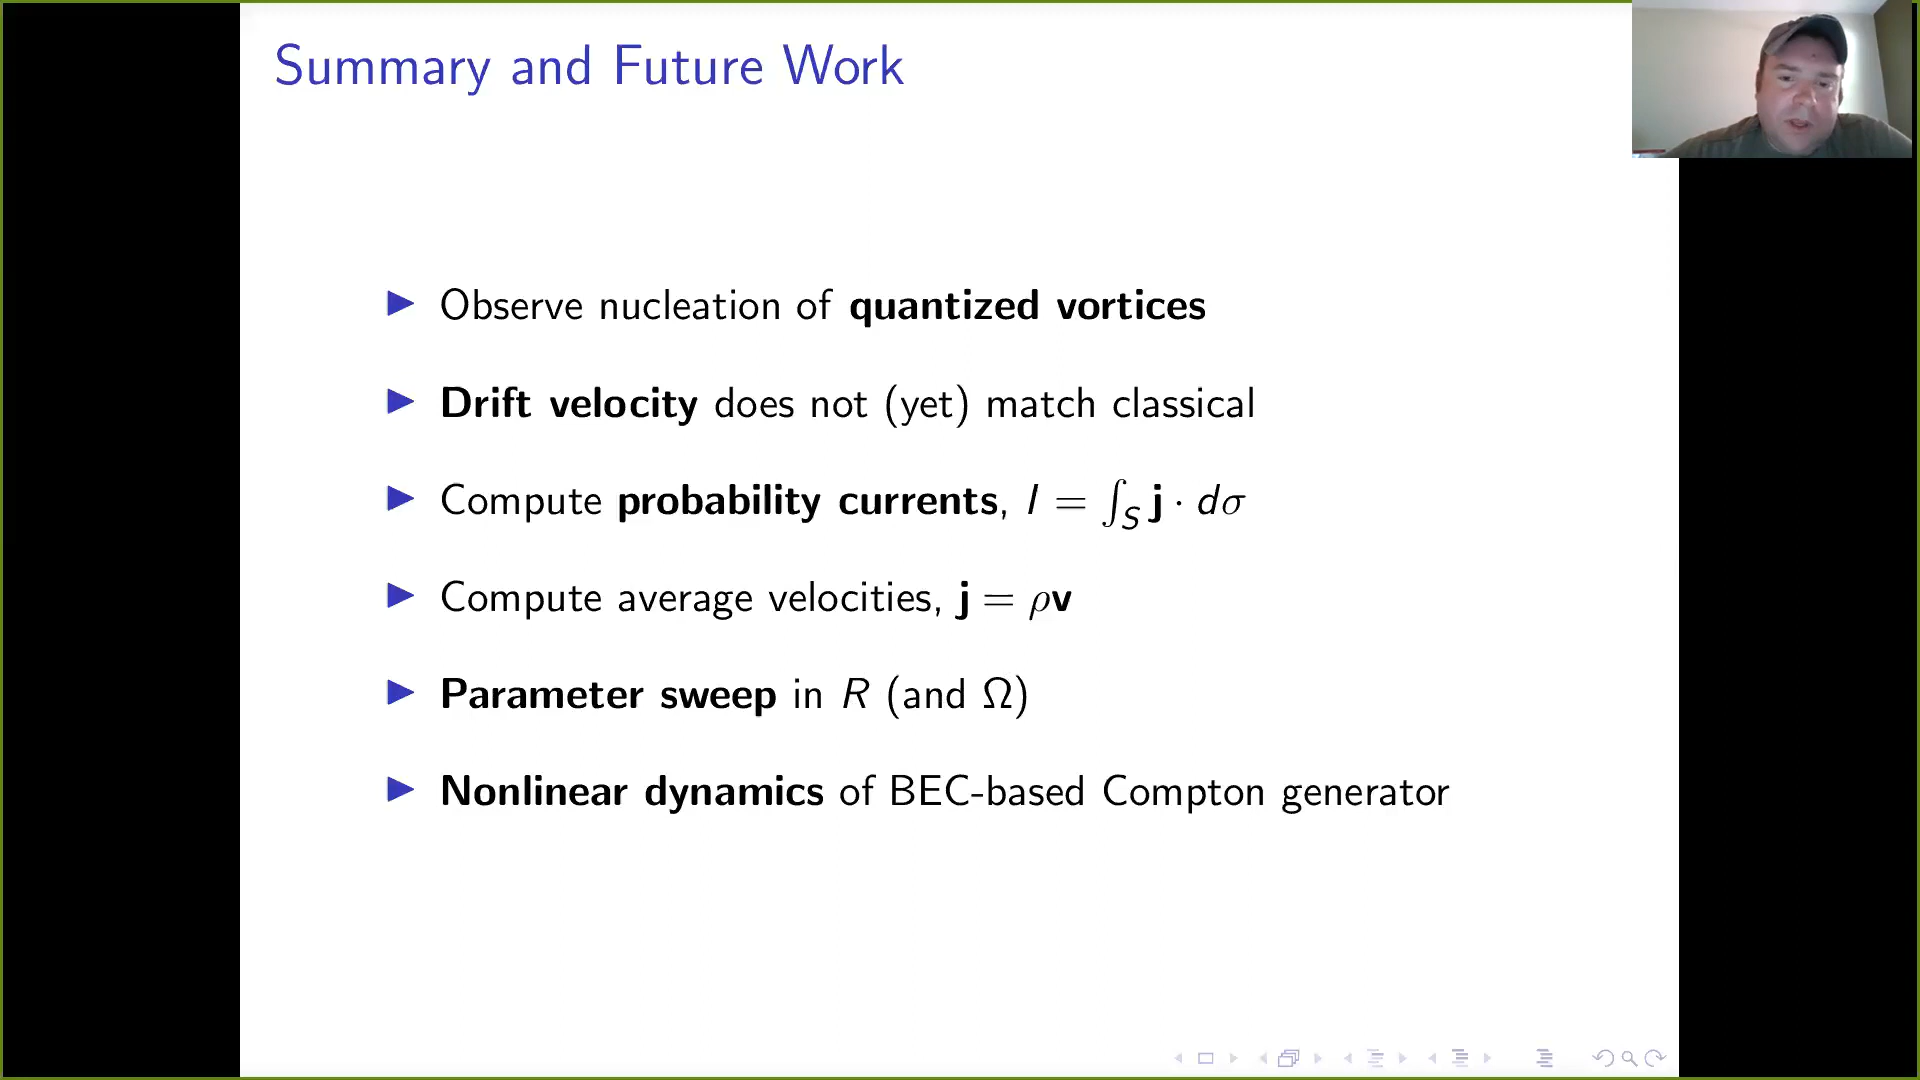 Summary and Future Work
▶ Observe nucleation of quantized vortices
▶ Drift velocity does not (yet) match classical
▶ Compute probability currents, I = ∫_S j · dσ
▶ Compute average velocities, j = ρv
▶ Parameter sweep in R (and Ω)
▶ Nonlinear dynamics of BEC-based Compton generator